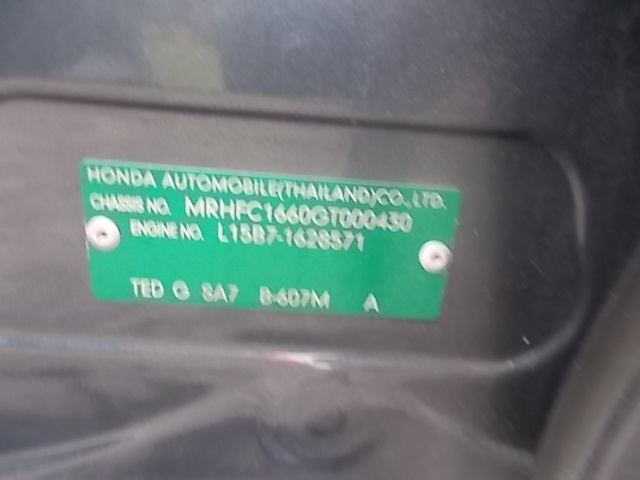 HONDA AUTOMOBILE(THAILAND)CO., LTD.
CHASSIS NO. MRHFC1660GT000430
ENGINE NO. L15B7-1628571
TED G SA7 B-607M A